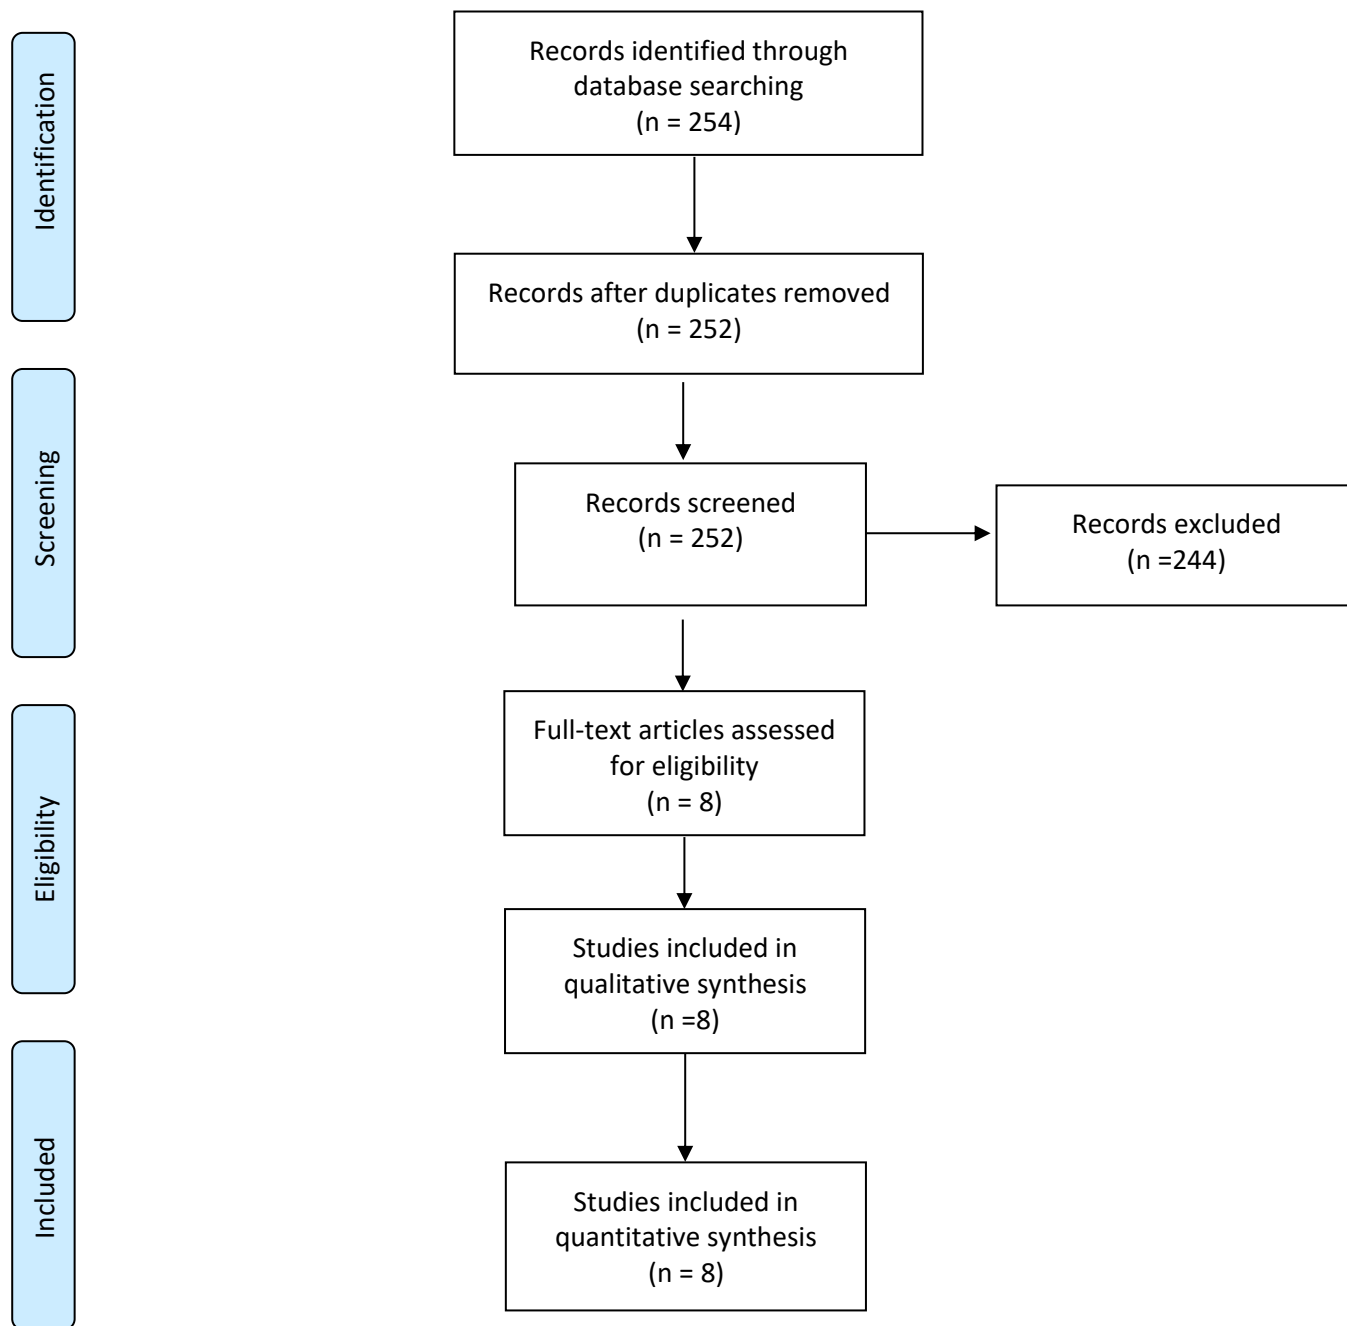 Identification
Records identified through
database searching
(n = 254)
Records after duplicates removed
(n = 252)
Screening
Records screened
(n = 252)
Records excluded
(n =244)
Eligibility
Full-text articles assessed
for eligibility
(n = 8)
Studies included in
qualitative synthesis
(n =8)
Included
Studies included in
quantitative synthesis
(n = 8)